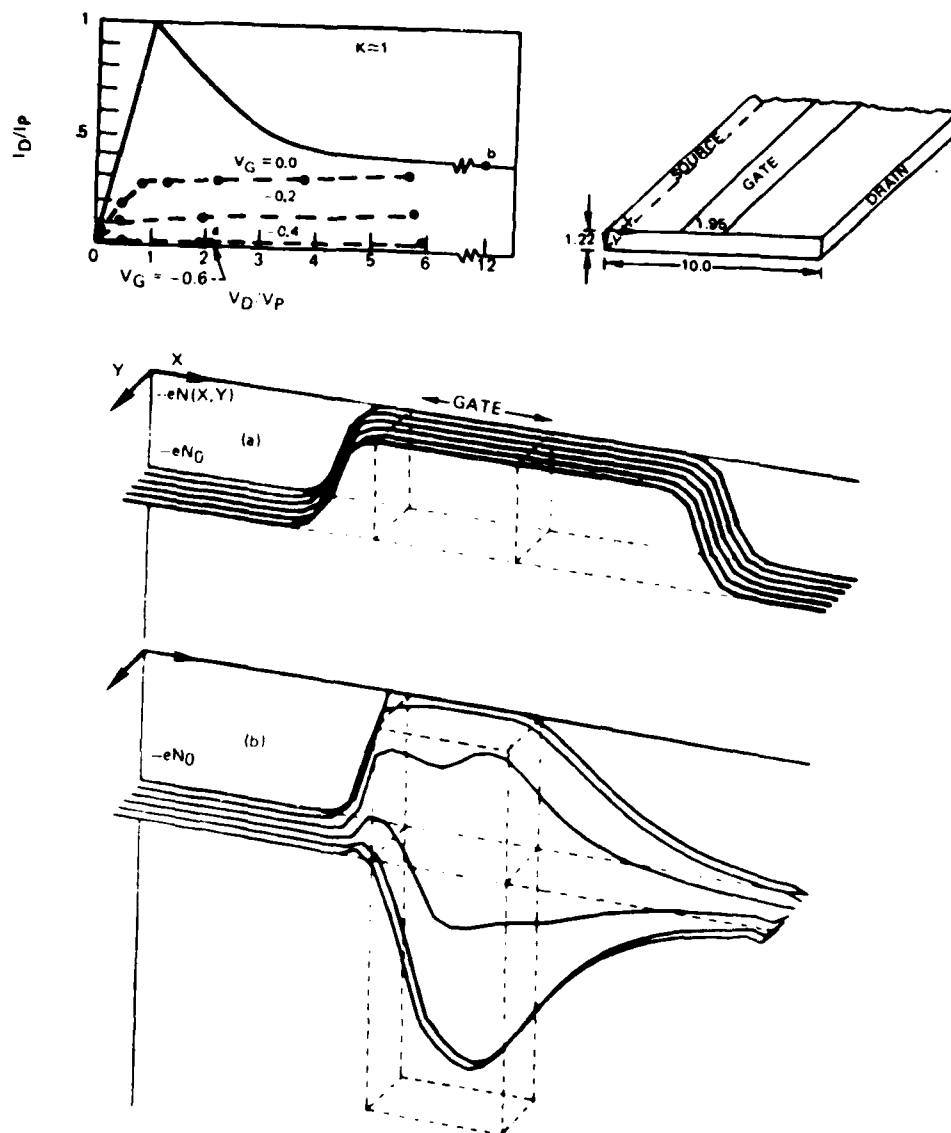 1
K≈1
I_D/I_P
.5
V_G = 0.0
-0.2
a
-0.4
b
0 1 2 3 4 5 6 12
V_G = -0.6
V_D/V_P
SOURCE
GATE
DRAIN
X
Y
1.95
1.22
10.0
Y X
-eN(X,Y)
GATE
(a)
-eN_0
(b)
-eN_0